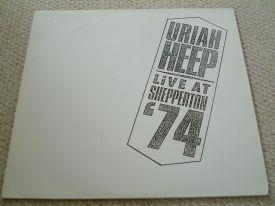 URIAH
HEEP
LIVE AT
SHEPPERTON
'74